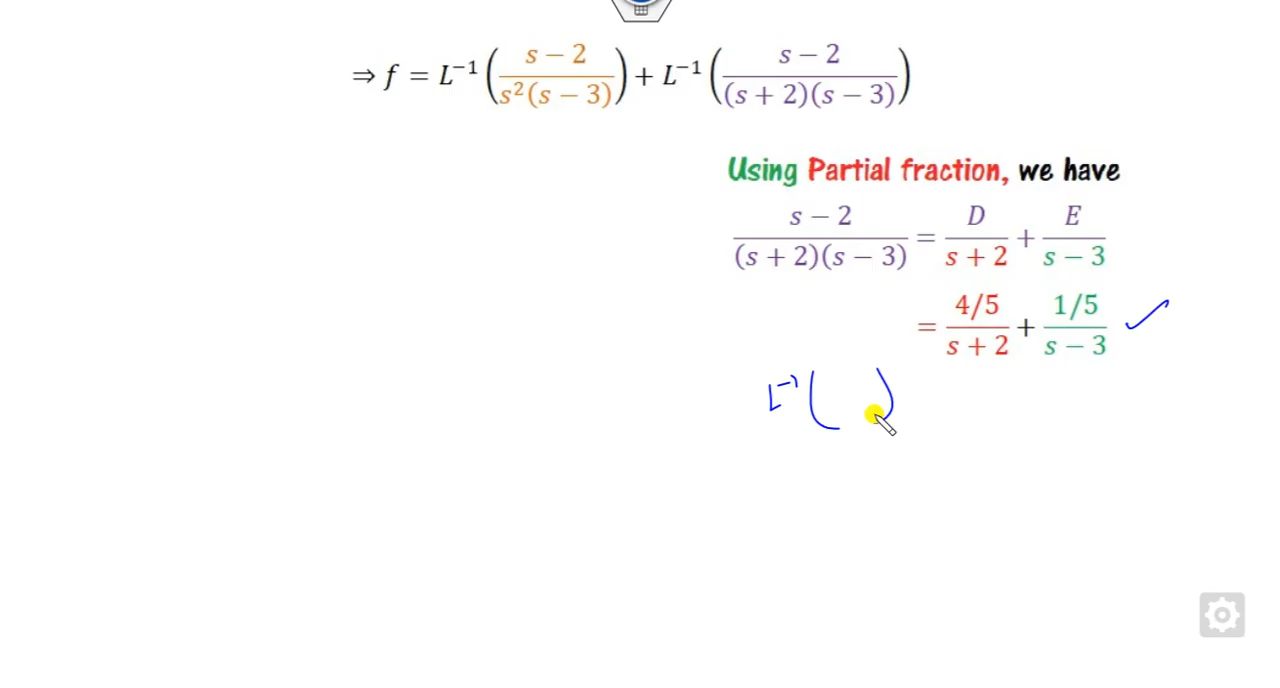 ⇒ f = L⁻¹((s − 2)/(s²(s − 3))) + L⁻¹((s − 2)/((s + 2)(s − 3)))
Using Partial fraction, we have
(s − 2)/((s + 2)(s − 3)) = D/(s + 2) + E/(s − 3)
= (4/5)/(s + 2) + (1/5)/(s − 3) ✓
L⁻¹( )